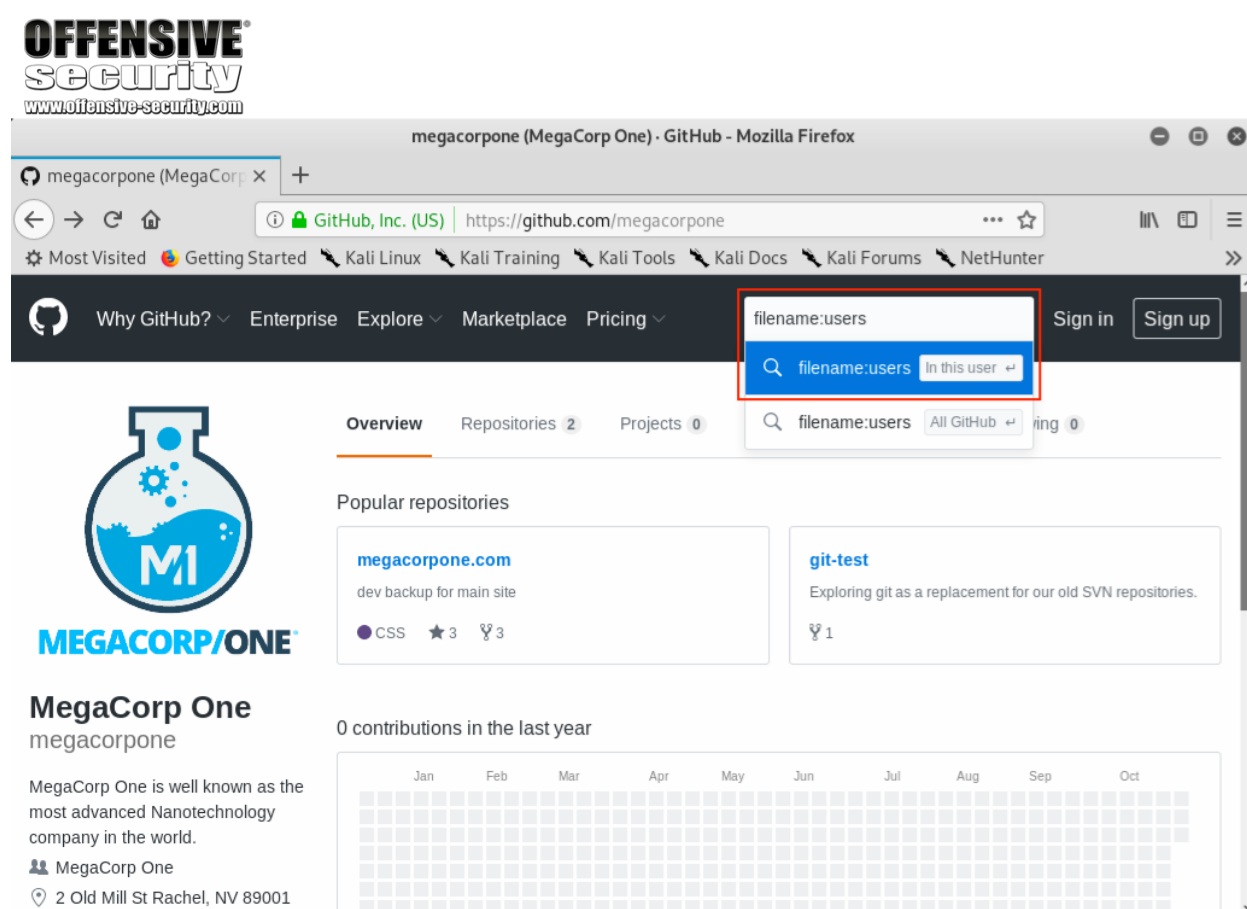 OFFENSIVE®
security
www.offensive-security.com
megacorpone (MegaCorp One) · GitHub - Mozilla Firefox
megacorpone (MegaCorp
GitHub, Inc. (US) https://github.com/megacorpone
Most Visited Getting Started Kali Linux Kali Training Kali Tools Kali Docs Kali Forums NetHunter
Why GitHub? Enterprise Explore Marketplace Pricing filename:users Sign in Sign up
filename:users In this user ↵
Overview Repositories 2 Projects 0 filename:users All GitHub ↵ ing 0
Popular repositories
megacorpone.com
dev backup for main site
CSS 3 3
git-test
Exploring git as a replacement for our old SVN repositories.
1
M1
MEGACORP/ONE
MegaCorp One
megacorpone
MegaCorp One is well known as the
most advanced Nanotechnology
company in the world.
MegaCorp One
2 Old Mill St Rachel, NV 89001
0 contributions in the last year
Jan Feb Mar Apr May Jun Jul Aug Sep Oct